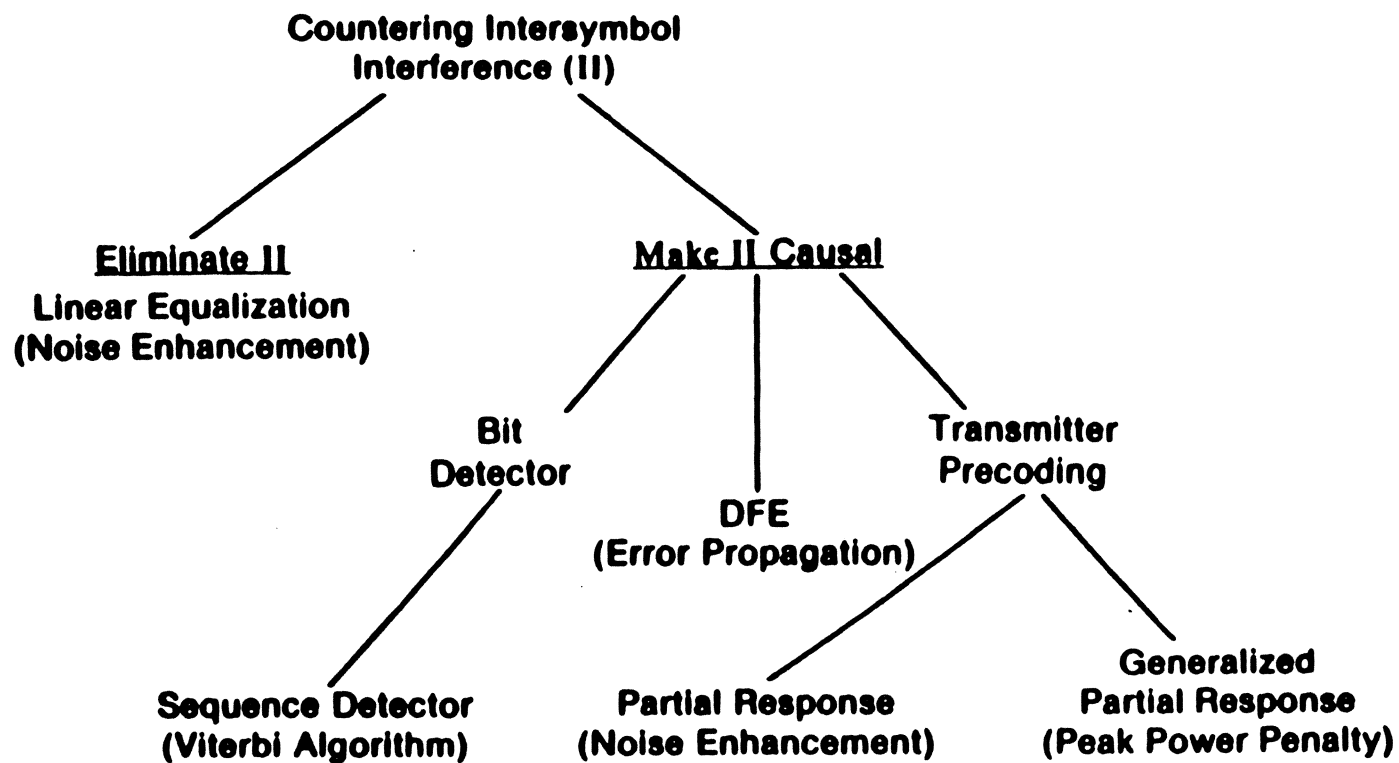 Countering Intersymbol
Interference (II)
Eliminate II
Linear Equalization
(Noise Enhancement)
Make II Causal
Bit
Detector
DFE
(Error Propagation)
Transmitter
Precoding
Sequence Detector
(Viterbi Algorithm)
Partial Response
(Noise Enhancement)
Generalized
Partial Response
(Peak Power Penalty)